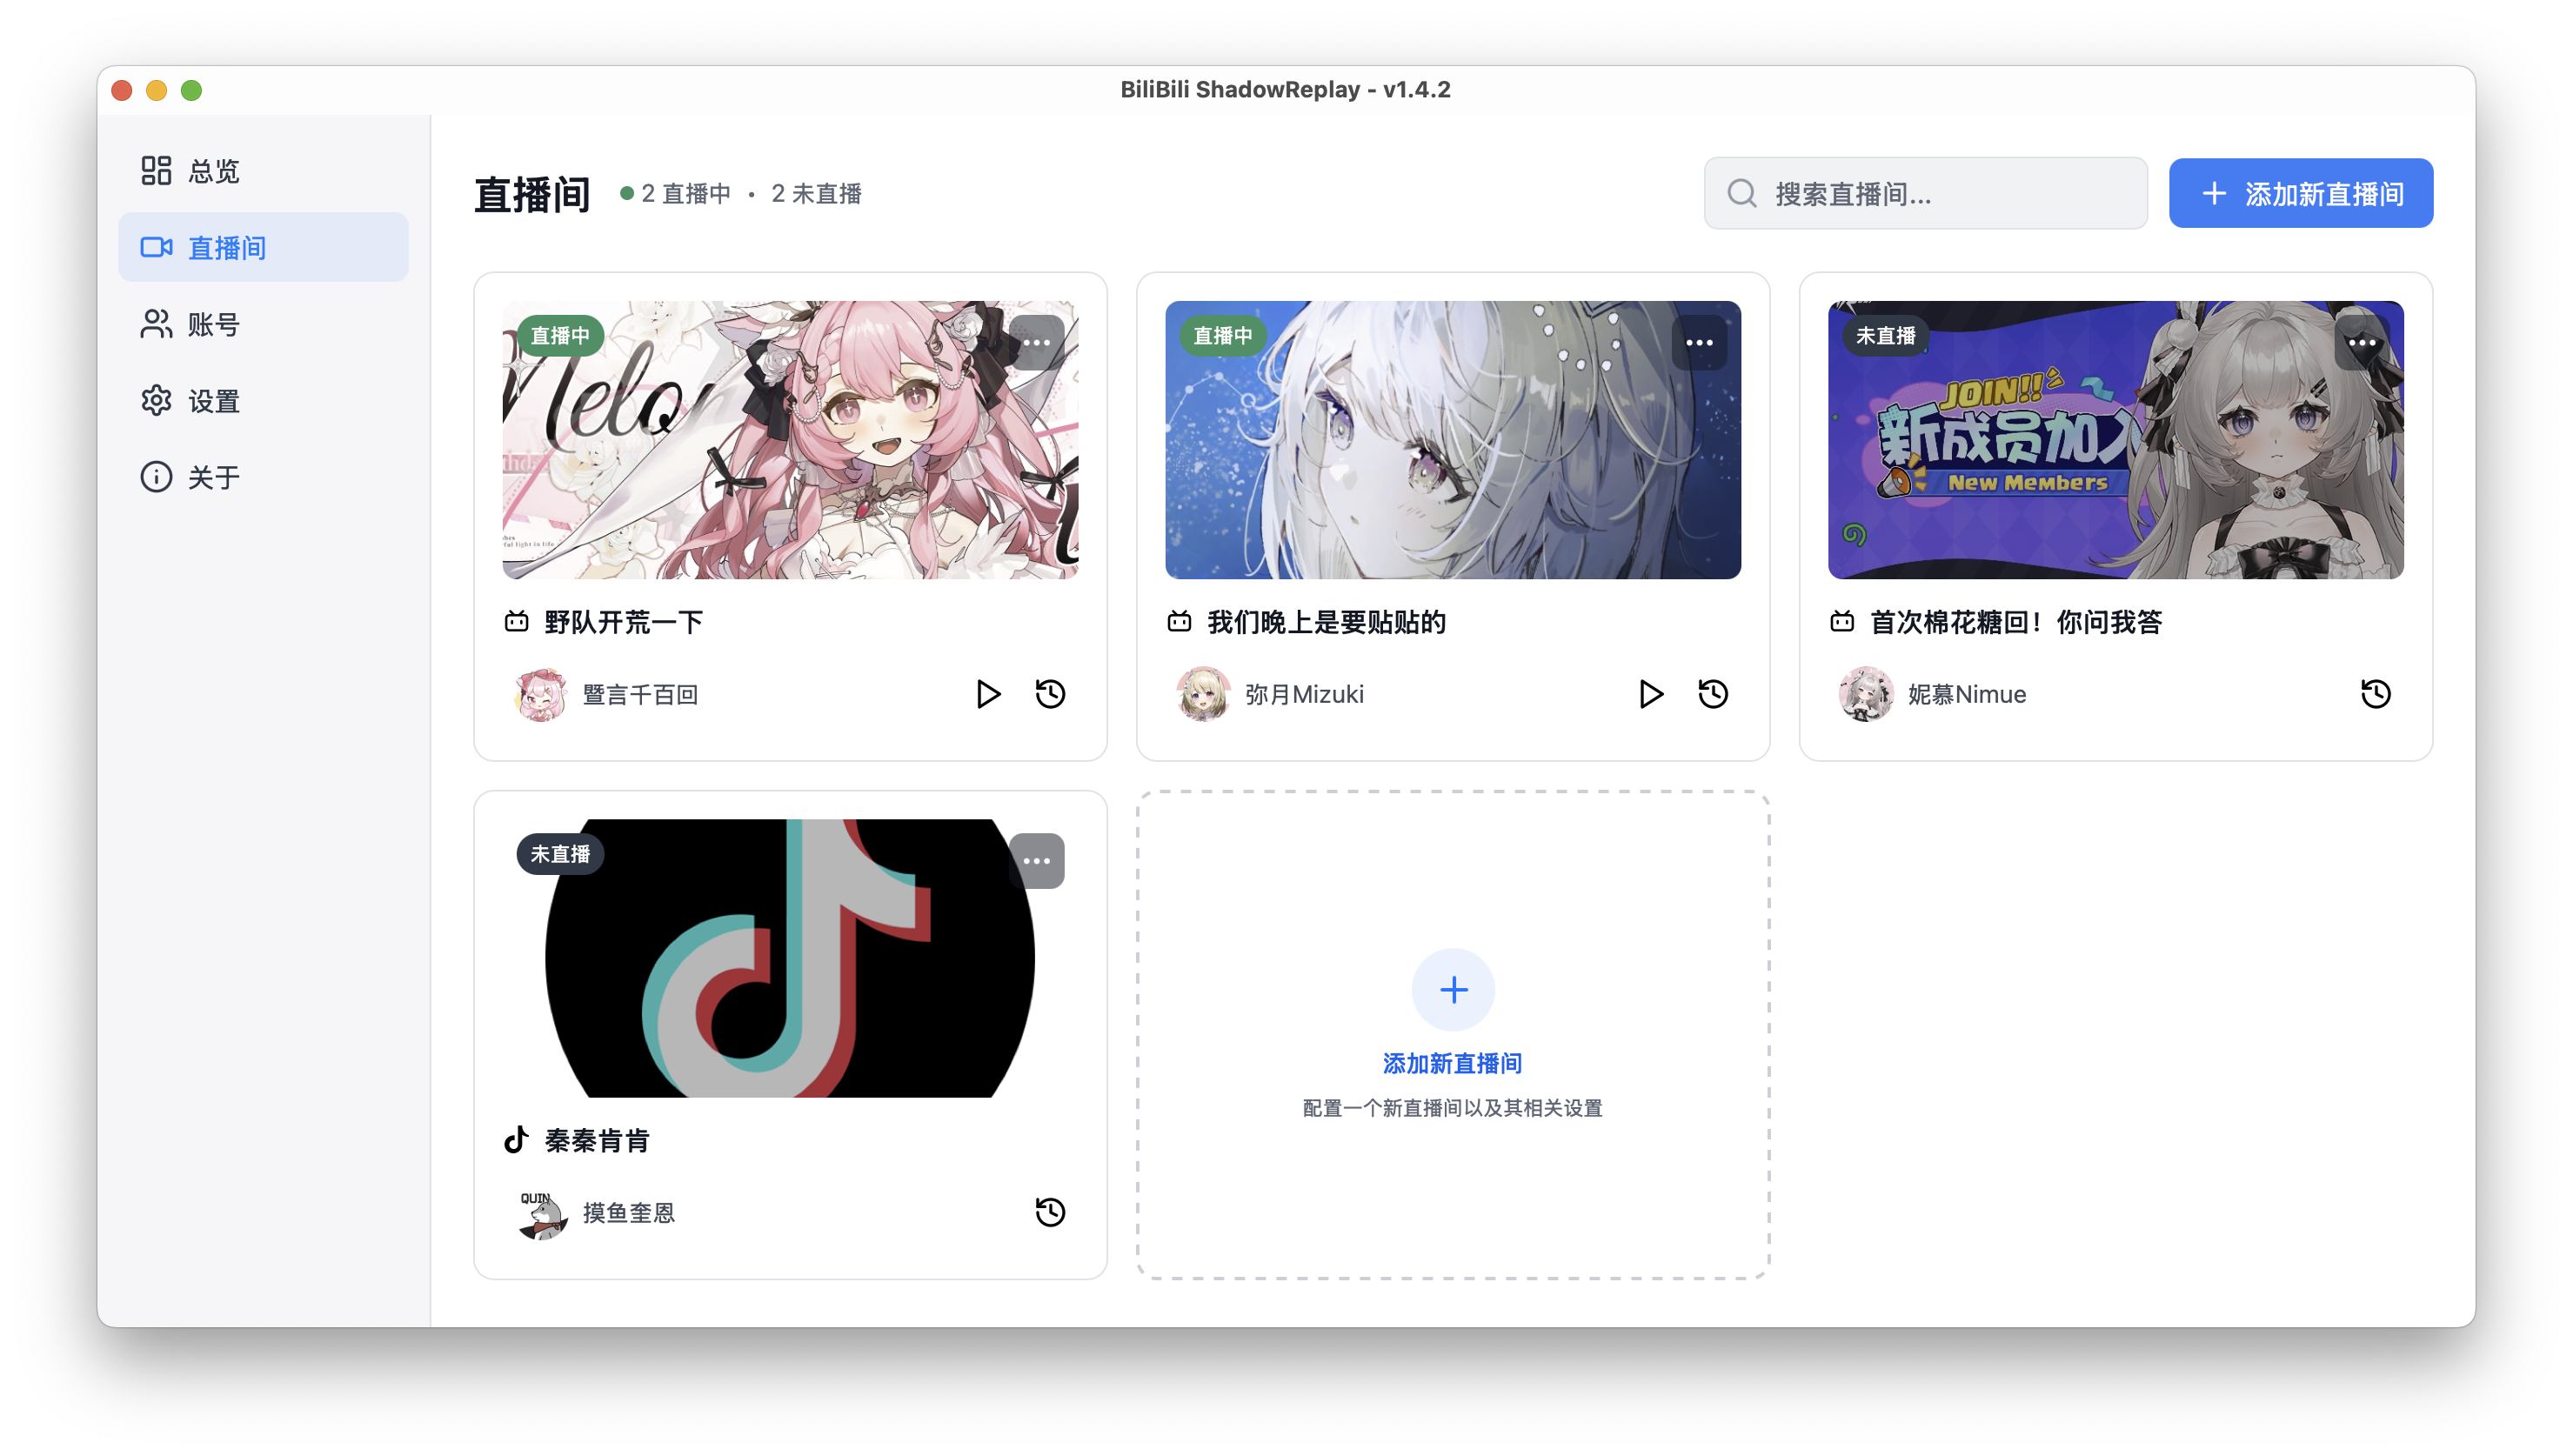 BiliBili ShadowReplay - v1.4.2
总览
直播间
账号
设置
关于
直播间
2 直播中 · 2 未直播
搜索直播间...
添加新直播间
直播中
野队开荒一下
暨言千百回
直播中
我们晚上是要贴贴的
弥月Mizuki
未直播
JOIN!!
新成员加入
New Members
首次棉花糖回！你问我答
妮慕Nimue
未直播
秦秦肯肯
QUIN
摸鱼奎恩
添加新直播间
配置一个新直播间以及其相关设置